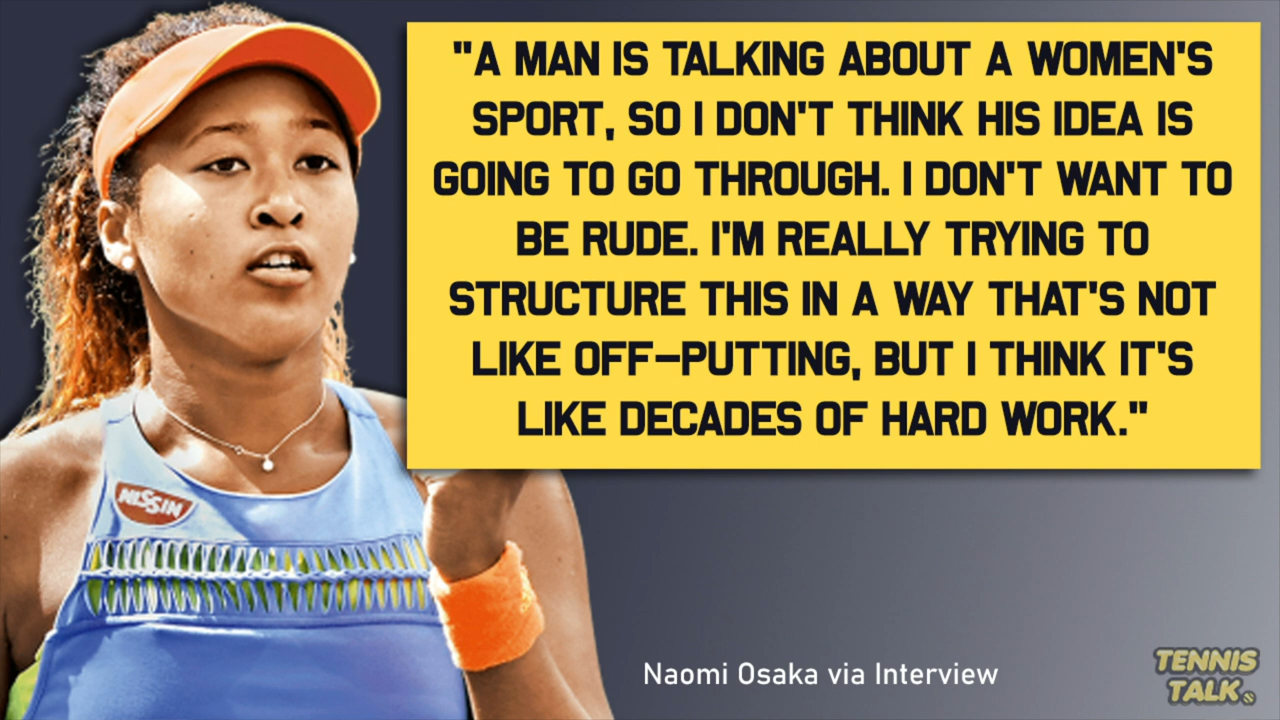 "A MAN IS TALKING ABOUT A WOMEN'S
SPORT, SO I DON'T THINK HIS IDEA IS
GOING TO GO THROUGH. I DON'T WANT TO
BE RUDE. I'M REALLY TRYING TO
STRUCTURE THIS IN A WAY THAT'S NOT
LIKE OFF-PUTTING, BUT I THINK IT'S
LIKE DECADES OF HARD WORK."
NISSIN
Naomi Osaka via Interview
TENNIS
TALK